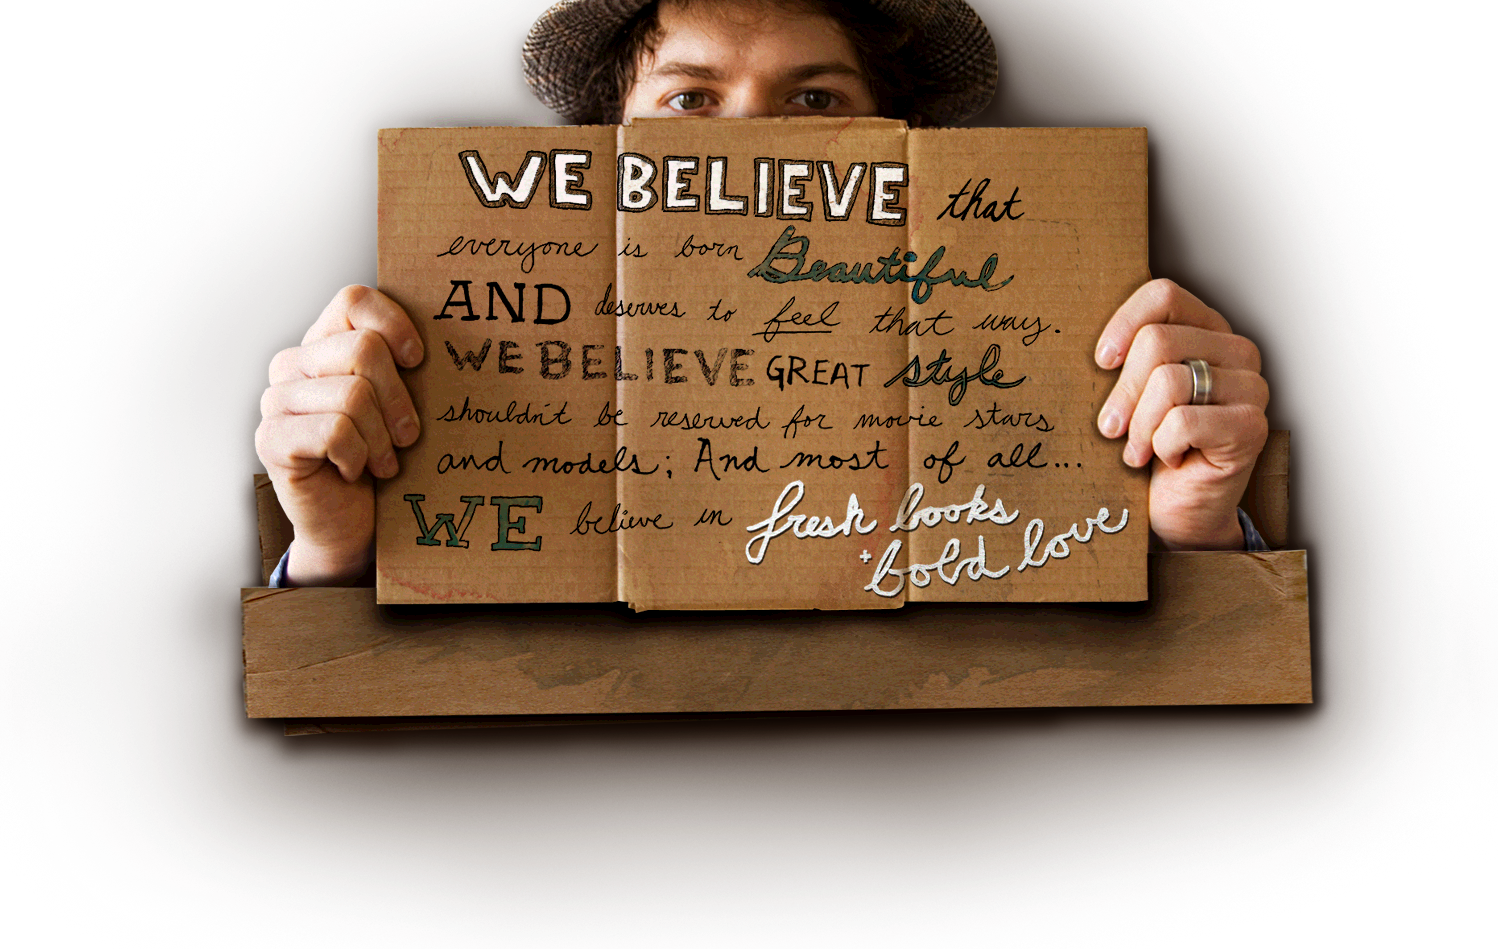 WE BELIEVE that
everyone is born Beautiful
AND deserves to feel that way.
WE BELIEVE GREAT style
shouldn't be reserved for movie stars
and models; And most of all...
WE believe in fresh books
+ bold love